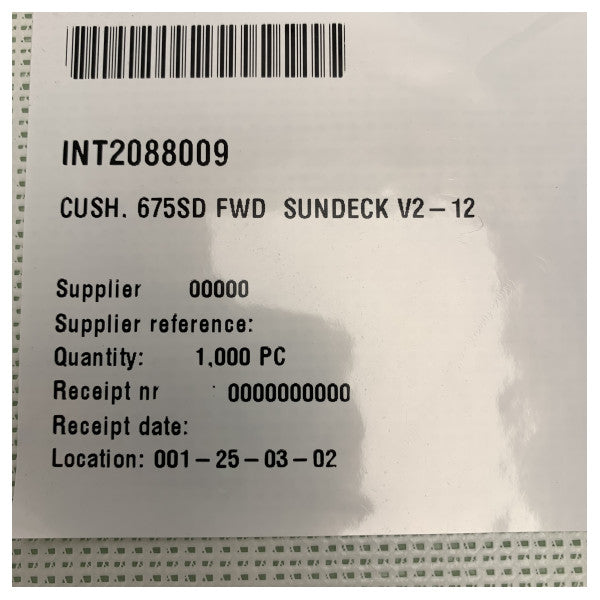 INT2088009
CUSH. 675SD FWD SUNDECK V2-12
Supplier 00000
Supplier reference:
Quantity: 1,000 PC
Receipt nr 0000000000
Receipt date:
Location: 001-25-03-02